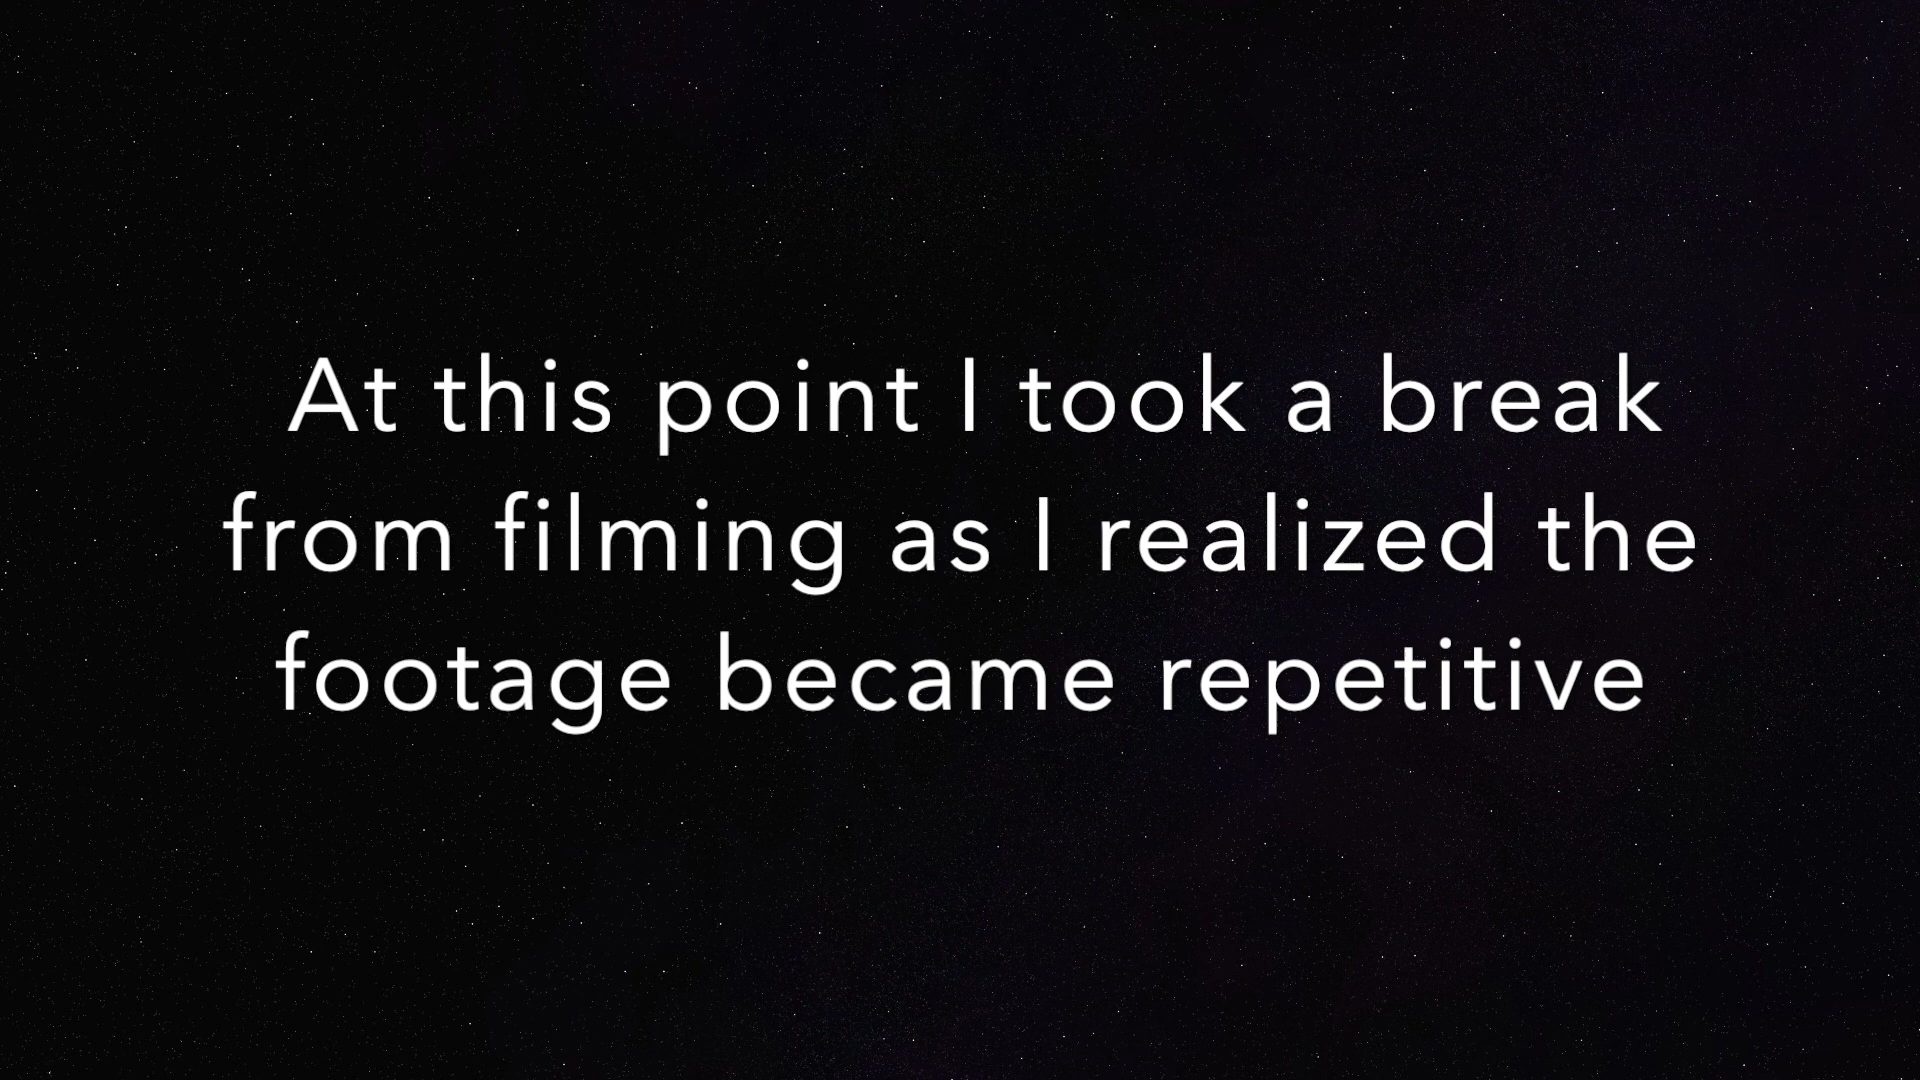 At this point I took a break
from filming as I realized the
footage became repetitive